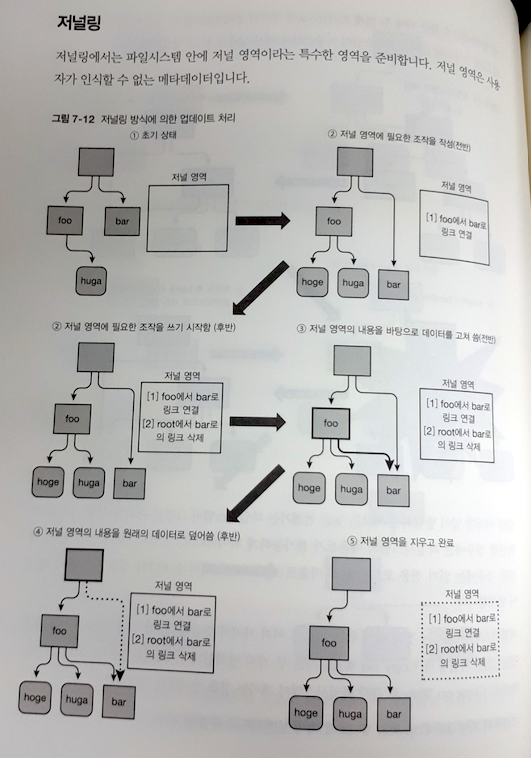 저널링
저널링에서는 파일시스템 안에 저널 영역이라는 특수한 영역을 준비합니다. 저널 영역은 사용
자가 인식할 수 없는 메타데이터입니다.
그림 7-12 저널링 방식에 의한 업데이트 처리
① 초기 상태
저널 영역
foo
bar
huga
② 저널 영역에 필요한 조작을 작성(전반)
저널 영역
[1] foo에서 bar로
링크 연결
foo
hoge
huga
bar
② 저널 영역에 필요한 조작을 쓰기 시작함 (후반)
저널 영역
[1] foo에서 bar로
링크 연결
[2] root에서 bar로
의 링크 삭제
foo
hoge
huga
bar
③ 저널 영역의 내용을 바탕으로 데이터를 고쳐 씀(전반)
저널 영역
[1] foo에서 bar로
링크 연결
[2] root에서 bar로
의 링크 삭제
foo
hoge
huga
bar
④ 저널 영역의 내용을 원래의 데이터로 덮어씀 (후반)
저널 영역
[1] foo에서 bar로
링크 연결
[2] root에서 bar로
의 링크 삭제
foo
hoge
huga
bar
⑤ 저널 영역을 지우고 완료
저널 영역
[1] foo에서 bar로
링크 연결
[2] root에서 bar로
의 링크 삭제
foo
hoge
huga
bar